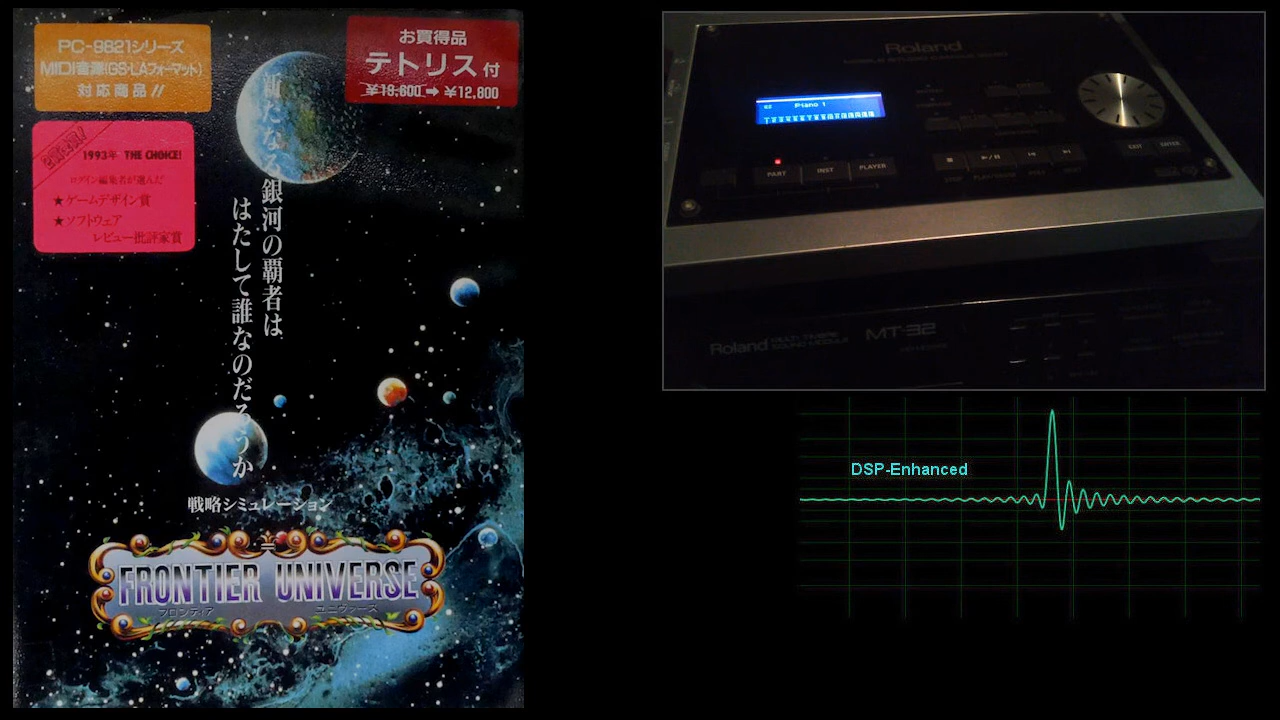 PC-9821シリーズ
MIDI音源(GS・LAフォーマット)
対応商品!!
お買得品
テトリス付
¥18,800➡¥12,800
1993年 THE CHOICE!
ログイン編集者が選んだ
★ゲームデザイン賞
★ソフトウェア
レビュー批評家賞
新たなる銀河の覇者は
はたして誰なのだろうか
戦略シミュレーション
FRONTIER UNIVERSE
フロンティア ユニヴァース
Roland
Piano 1
PART
INST
PLAYER
EXIT
ENTER
Roland MULTI TIMBRE SOUND MODULE MT-32
DSP-Enhanced